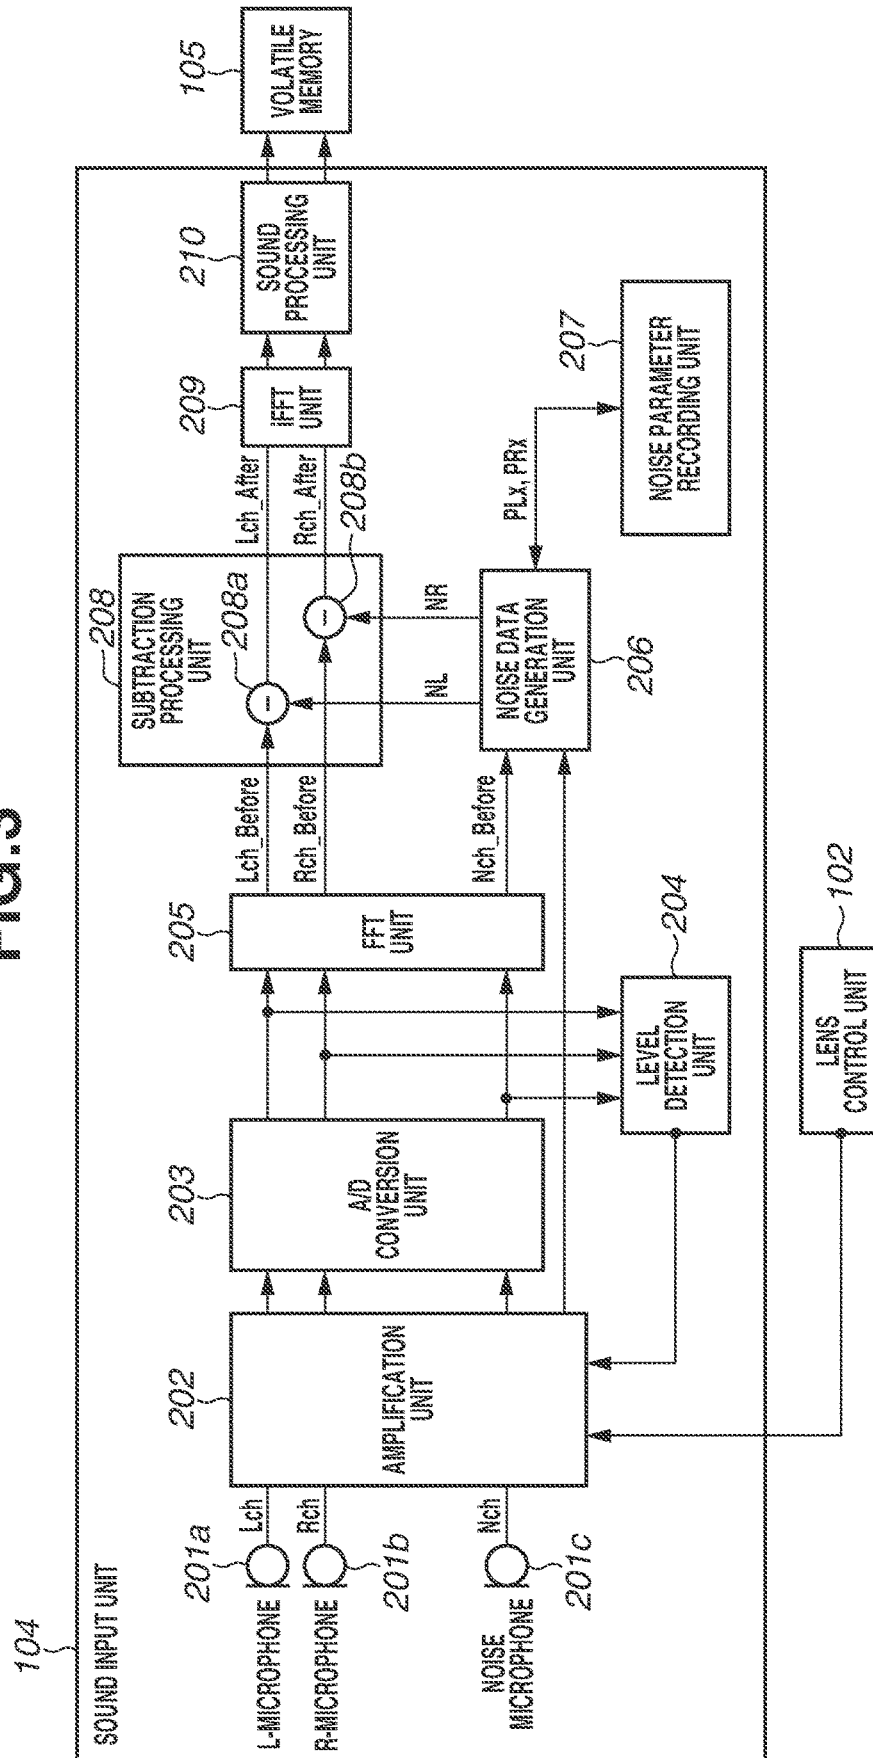 FIG.3
104
SOUND INPUT UNIT
201a
L-MICROPHONE
Lch
R-MICROPHONE
Rch
201b
NOISE
MICROPHONE
Nch
201c
202
AMPLIFICATION
UNIT
203
A/D
CONVERSION
UNIT
204
LEVEL
DETECTION
UNIT
102
LENS
CONTROL UNIT
205
FFT
UNIT
Lch_Before
Rch_Before
Nch_Before
208
SUBTRACTION
PROCESSING
UNIT
208a
208b
NL
NR
NOISE DATA
GENERATION
UNIT
206
PLx, PRx
207
NOISE PARAMETER
RECORDING UNIT
Lch_After
Rch_After
209
IFFT
UNIT
210
SOUND
PROCESSING
UNIT
105
VOLATILE
MEMORY